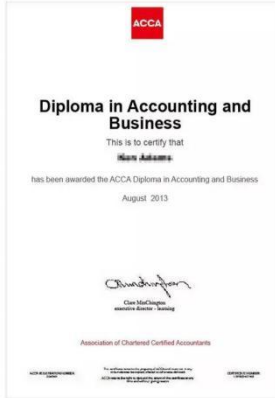 ACCA
Diploma in Accounting and
Business
This is to certify that
has been awarded the ACCA Diploma in Accounting and Business
August 2013
Clare Minchington
executive director - learning
Association of Chartered Certified Accountants